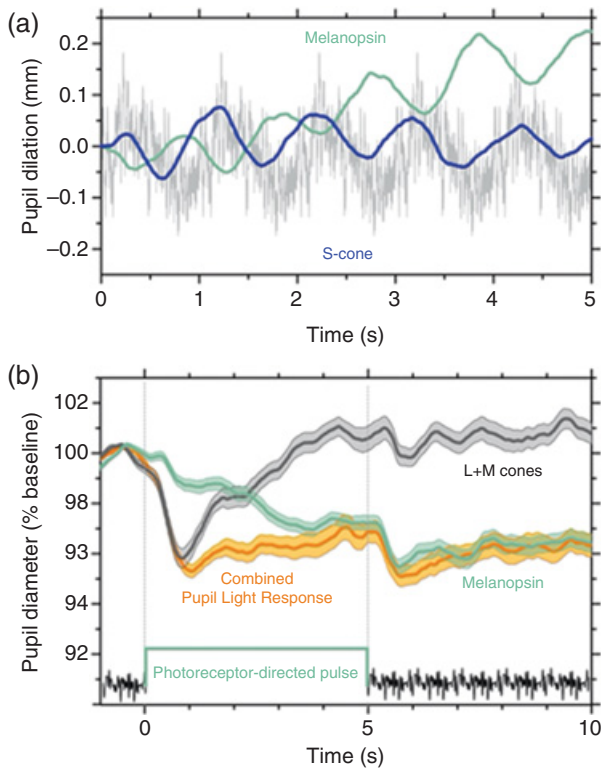 (a)
Pupil dilation (mm)
0.2
0.1
0.0
−0.1
−0.2
Melanopsin
S-cone
0 1 2 3 4 5
Time (s)
(b)
Pupil diameter (% baseline)
102
100
98
93
94
92
L+M cones
Combined
Pupil Light Response
Melanopsin
Photoreceptor-directed pulse
0 5 10
Time (s)